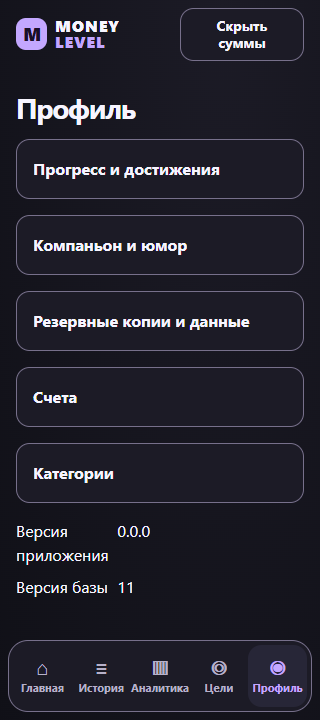 M
MONEY
LEVEL
Скрыть
суммы
Профиль
Прогресс и достижения
Компаньон и юмор
Резервные копии и данные
Счета
Категории
Версия 0.0.0
приложения
Версия базы 11
Главная История Аналитика Цели Профиль